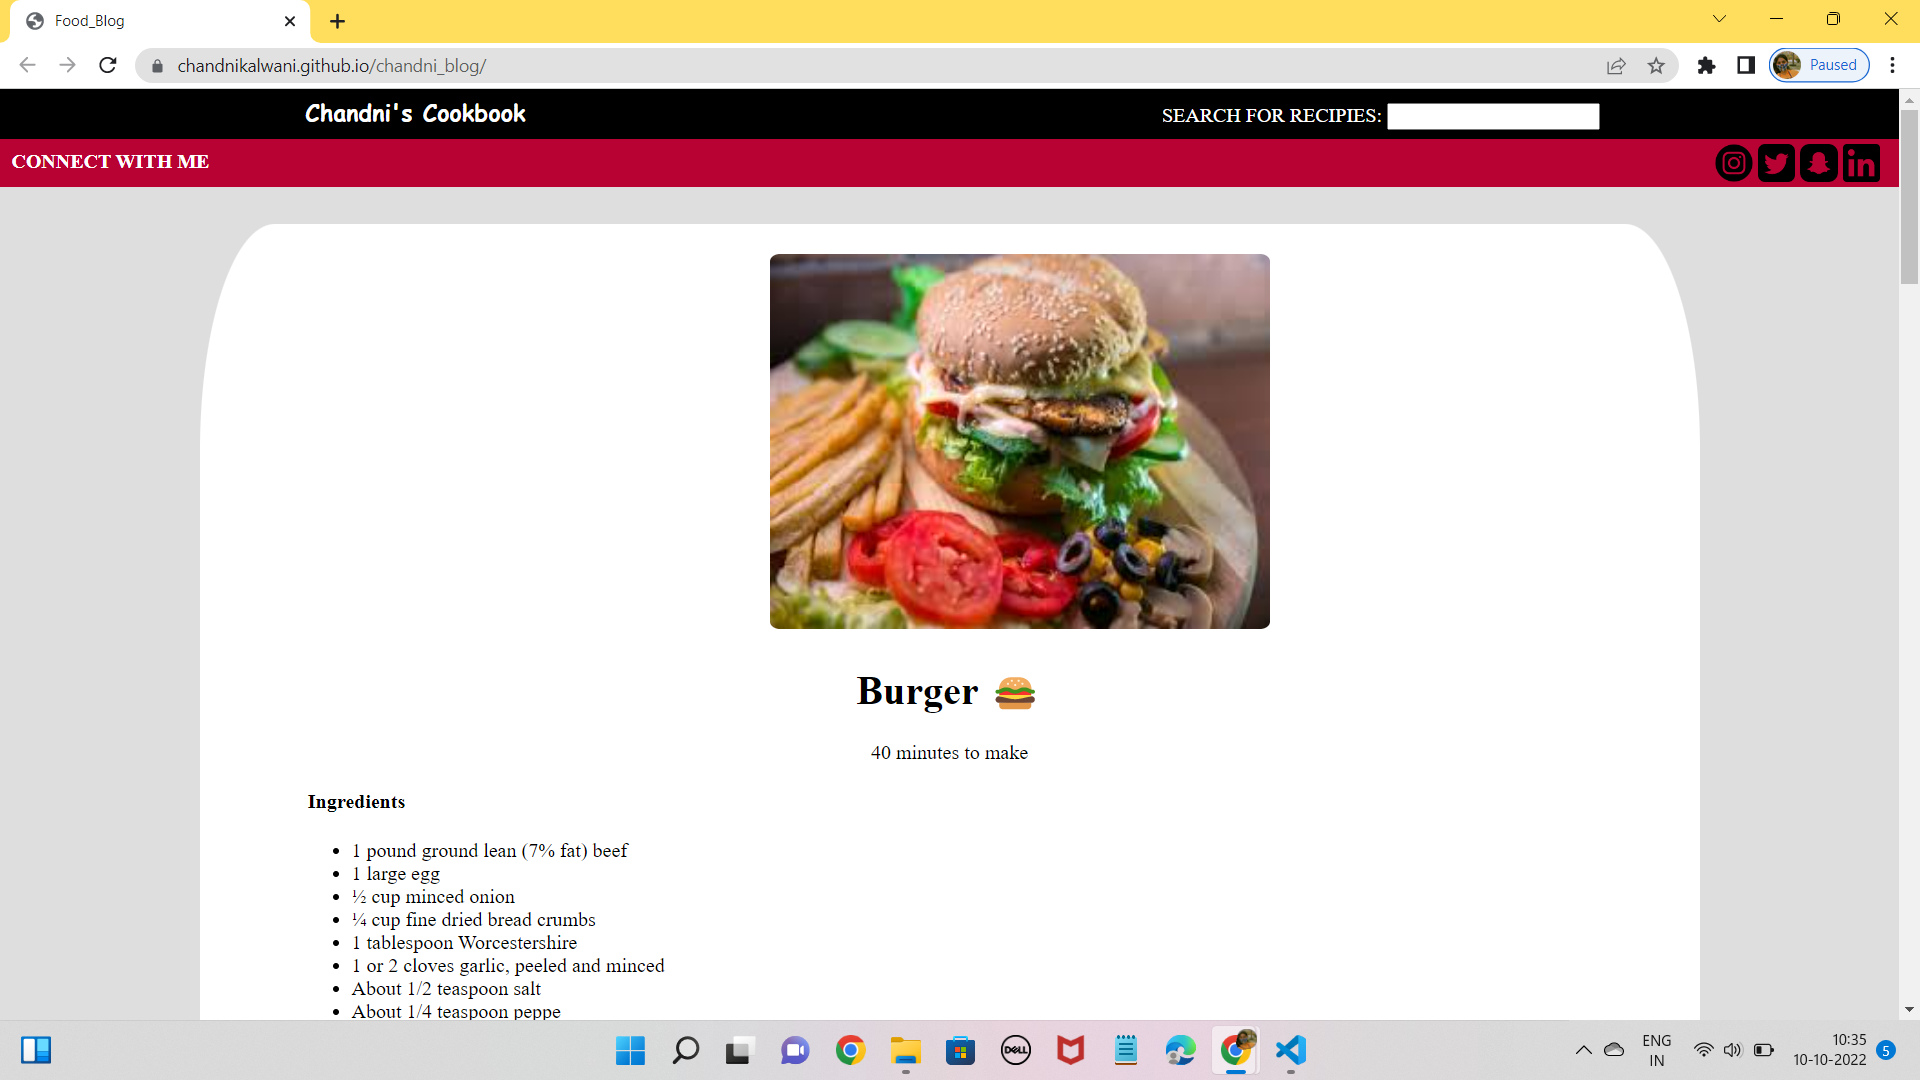 Food_Blog
chandnikalwani.github.io/chandni_blog/
Paused
Chandni's Cookbook
SEARCH FOR RECIPIES:
CONNECT WITH ME
Burger
40 minutes to make
Ingredients
1 pound ground lean (7% fat) beef
1 large egg
½ cup minced onion
¼ cup fine dried bread crumbs
1 tablespoon Worcestershire
1 or 2 cloves garlic, peeled and minced
About 1/2 teaspoon salt
About 1/4 teaspoon peppe
DELL
ENG
IN
10:35
10-10-2022
5